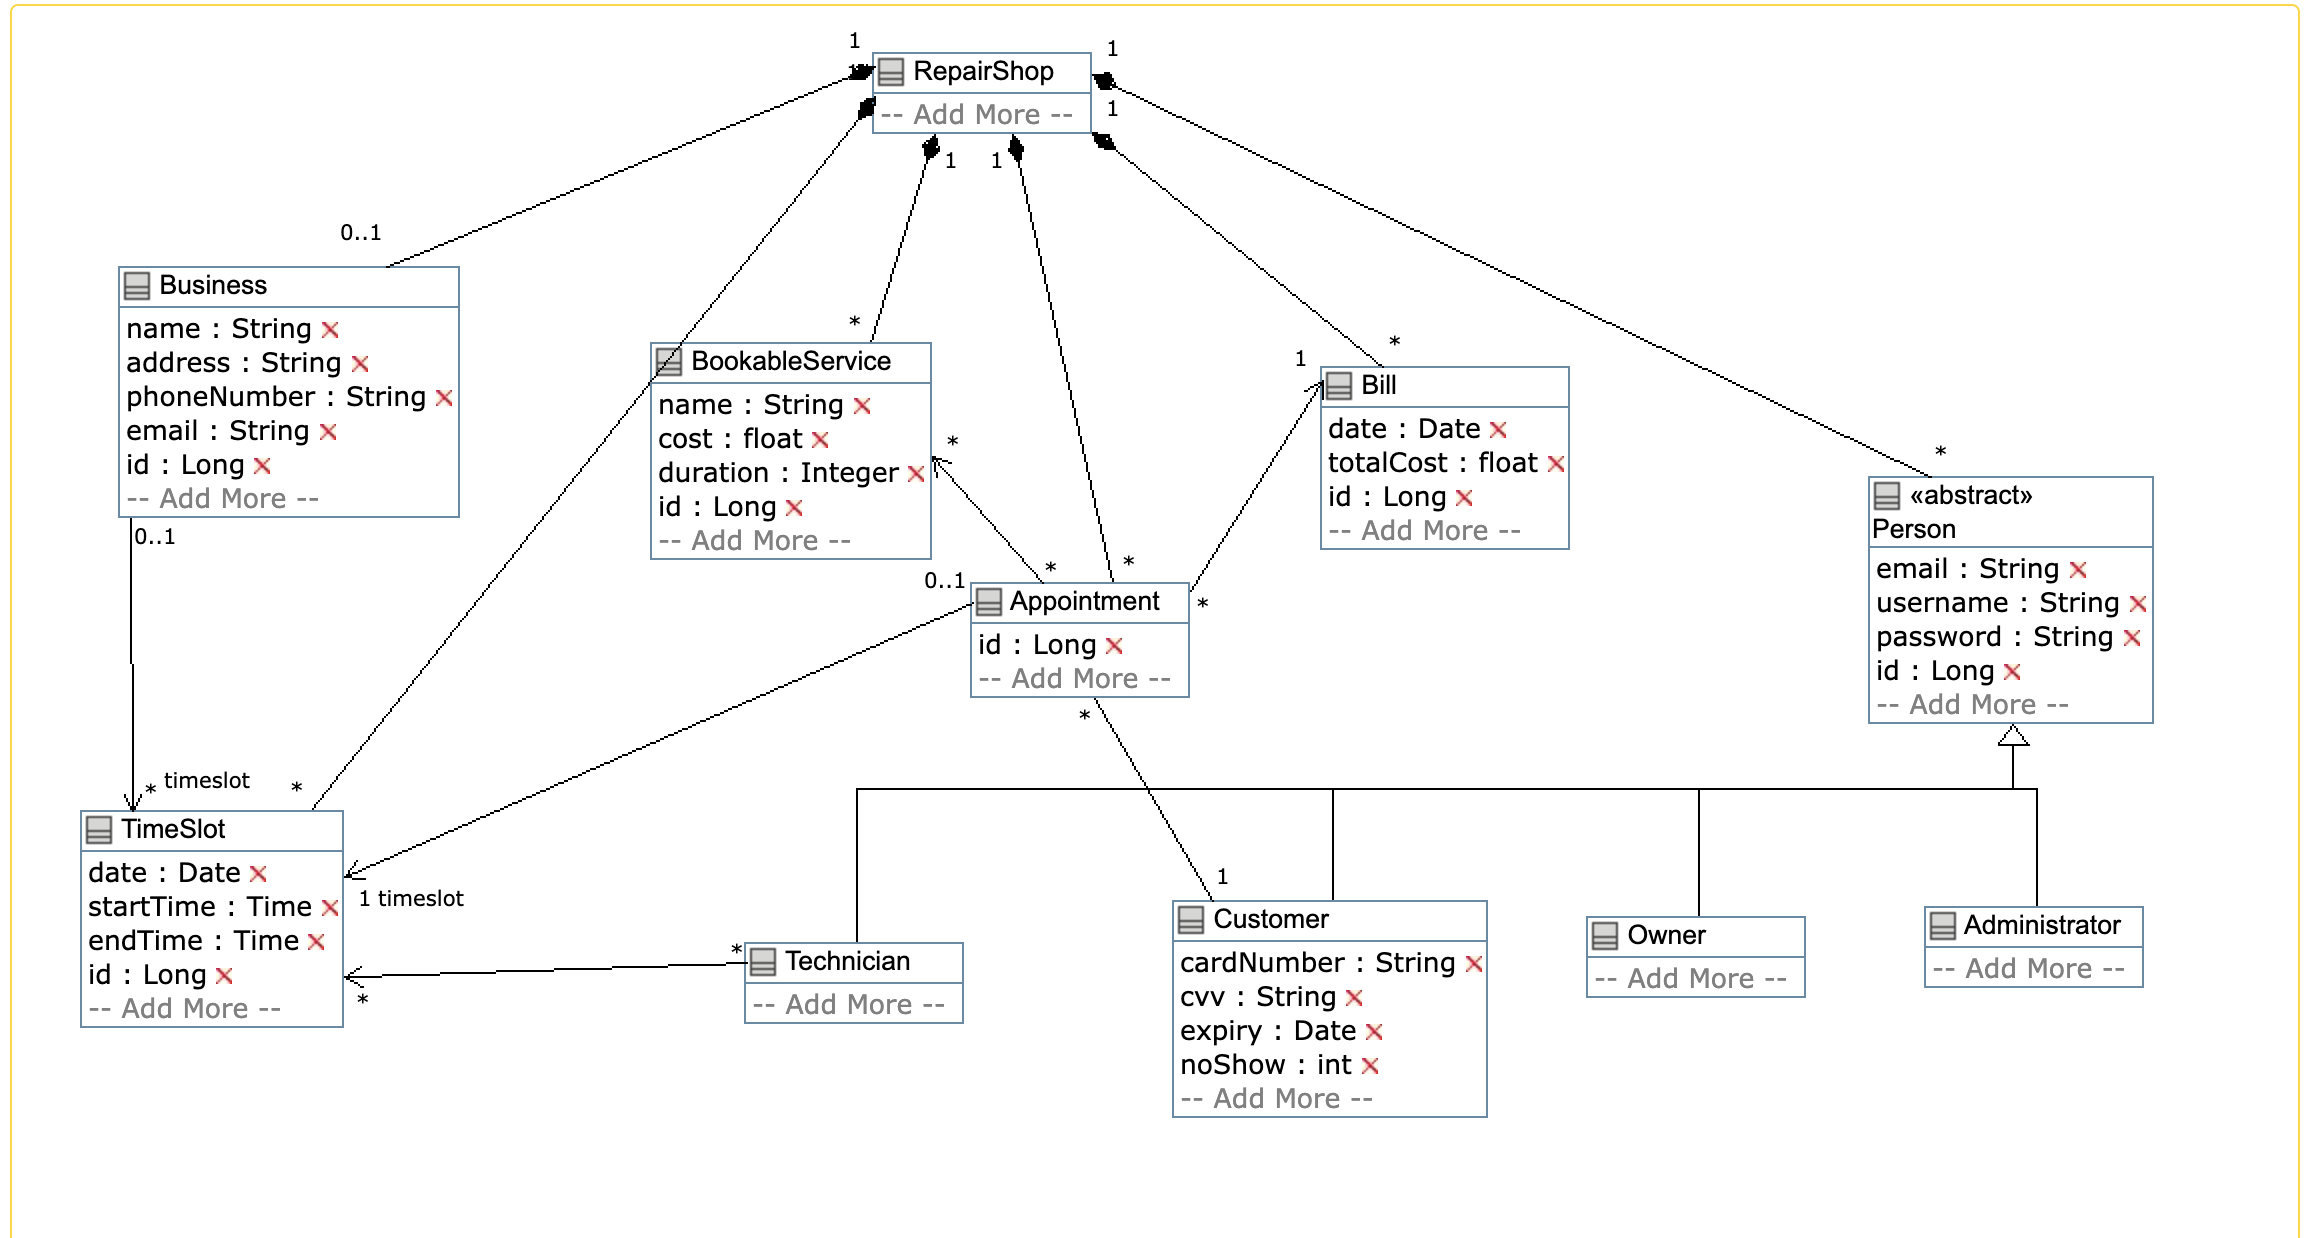 1
1
RepairShop
-- Add More --
1
1
1
1
0..1
Business
name : String
address : String
phoneNumber : String
email : String
id : Long
-- Add More --
0..1
*
BookableService
name : String
cost : float
duration : Integer
id : Long
-- Add More --
*
*
1
Bill
date : Date
totalCost : float
id : Long
-- Add More --
*
«abstract»
Person
email : String
username : String
password : String
id : Long
-- Add More --
0..1
*
*
Appointment
id : Long
-- Add More --
*
*
* timeslot
*
TimeSlot
date : Date
startTime : Time
endTime : Time
id : Long
-- Add More --
1 timeslot
*
*
Technician
-- Add More --
1
Customer
cardNumber : String
cvv : String
expiry : Date
noShow : int
-- Add More --
Owner
-- Add More --
Administrator
-- Add More --